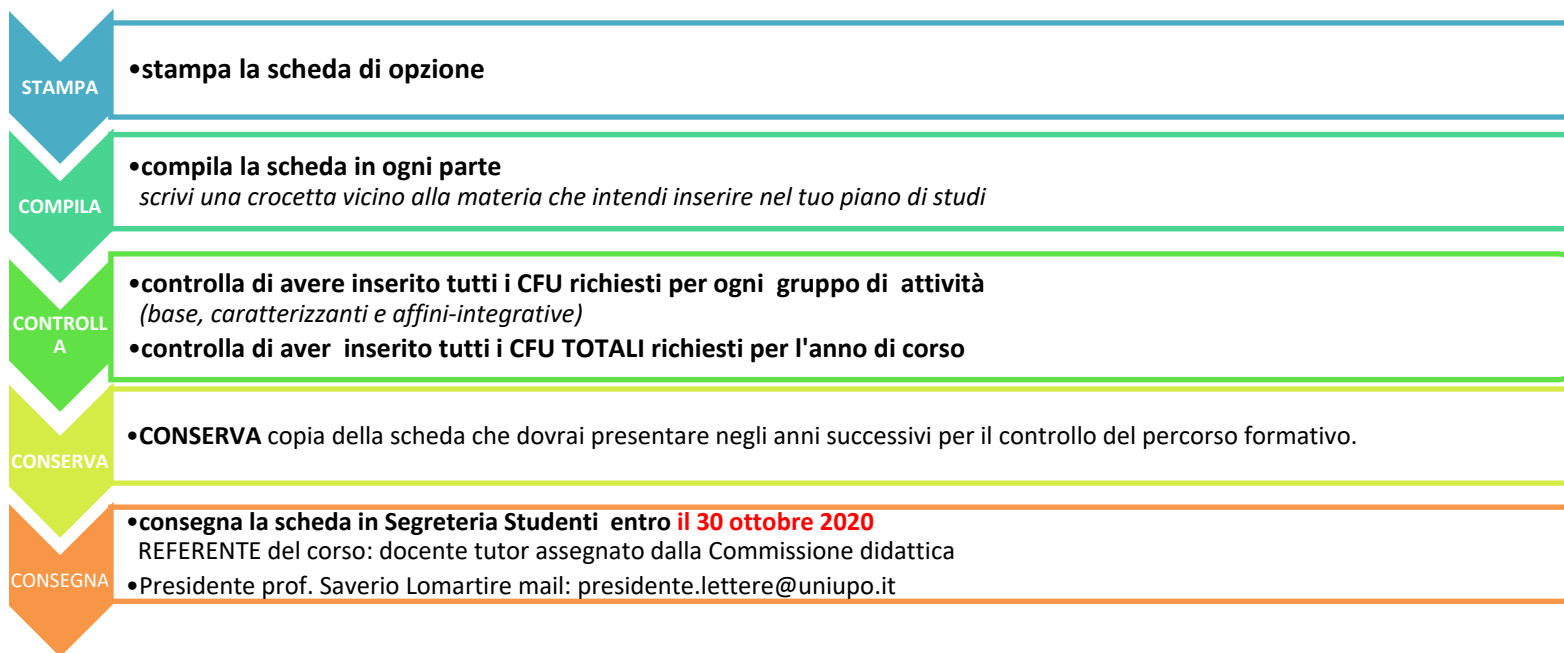 STAMPA
•stampa la scheda di opzione
COMPILA
•compila la scheda in ogni parte
scrivi una crocetta vicino alla materia che intendi inserire nel tuo piano di studi
CONTROLL
A
•controlla di avere inserito tutti i CFU richiesti per ogni gruppo di attività
(base, caratterizzanti e affini-integrative)
•controlla di aver inserito tutti i CFU TOTALI richiesti per l'anno di corso
CONSERVA
•CONSERVA copia della scheda che dovrai presentare negli anni successivi per il controllo del percorso formativo.
CONSEGNA
•consegna la scheda in Segreteria Studenti entro il 30 ottobre 2020
REFERENTE del corso: docente tutor assegnato dalla Commissione didattica
•Presidente prof. Saverio Lomartire mail: presidente.lettere@uniupo.it